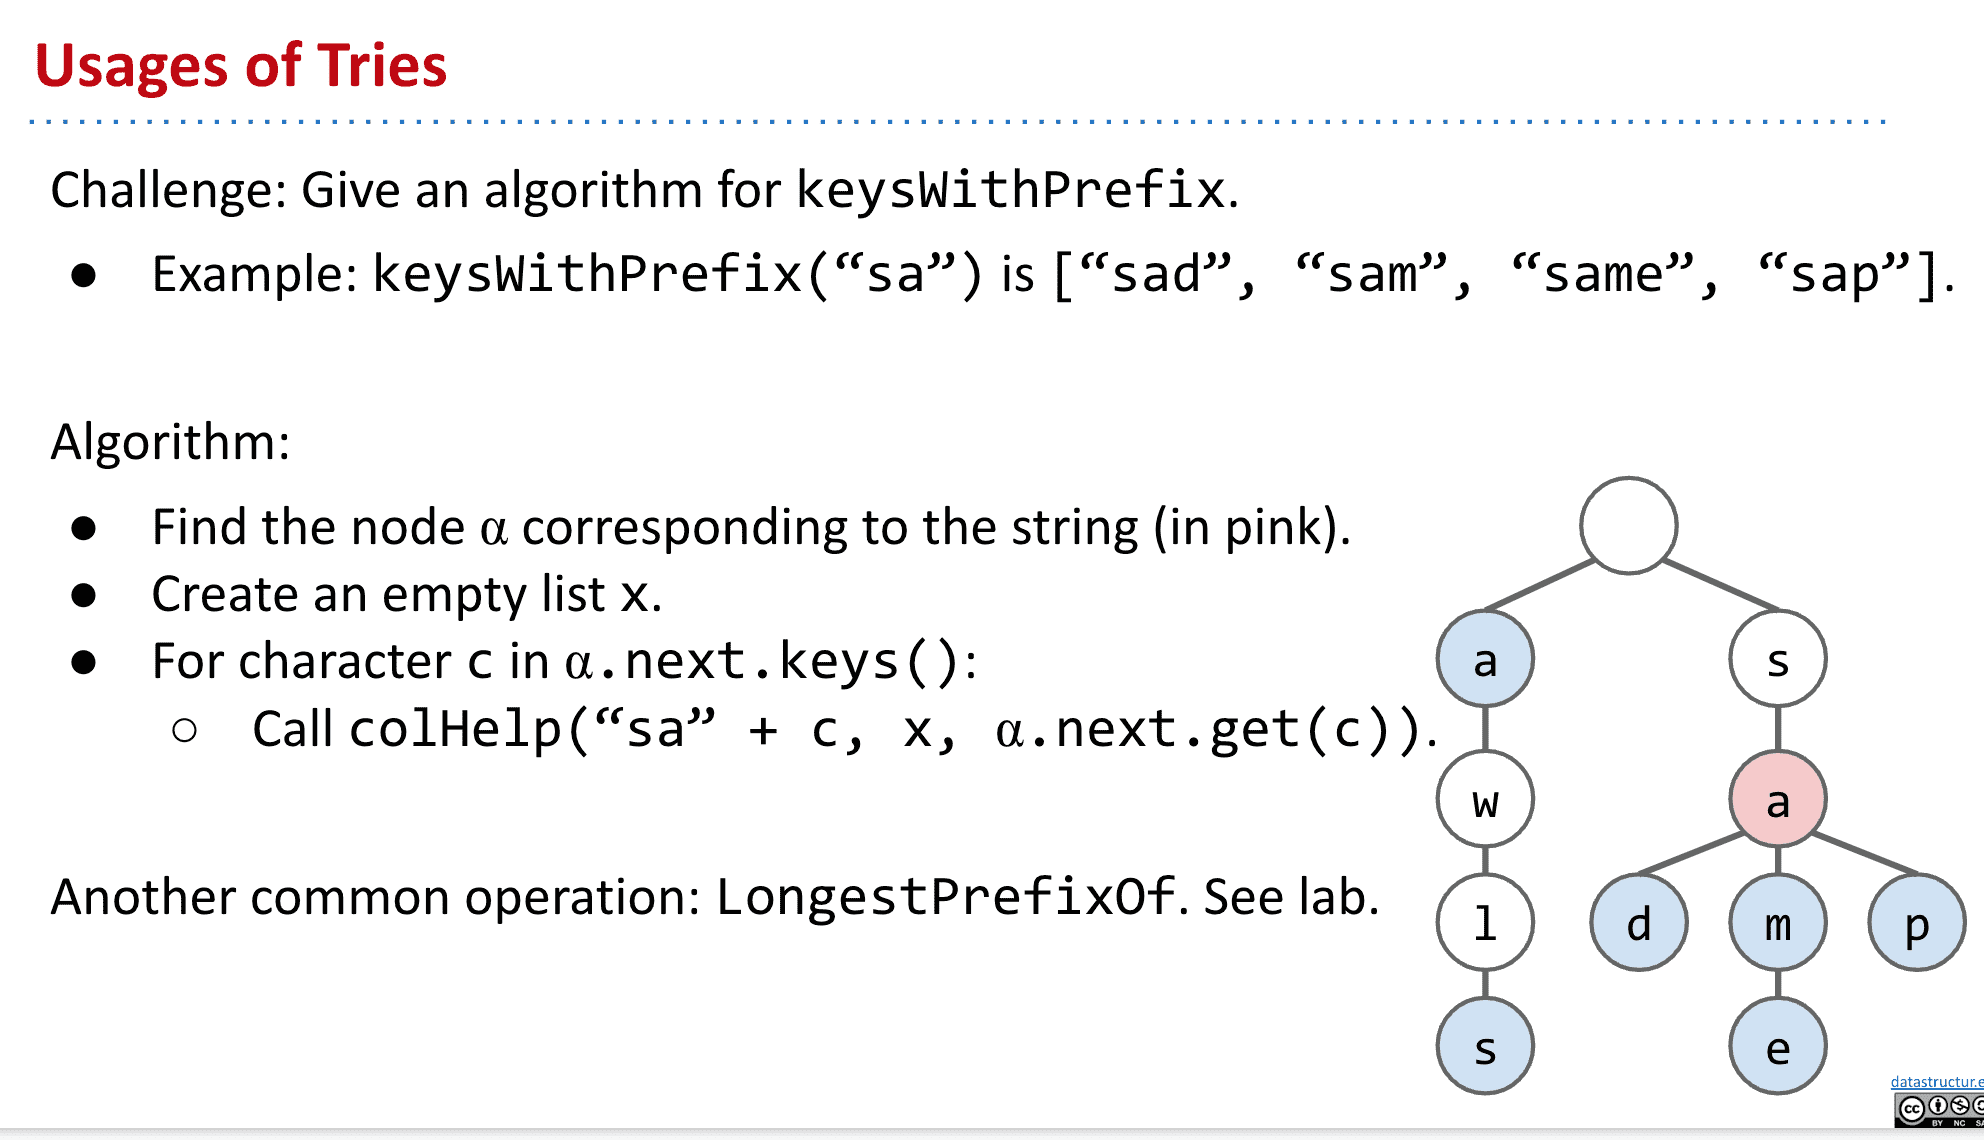 Usages of Tries
Challenge: Give an algorithm for keysWithPrefix.
● Example: keysWithPrefix(“sa”) is [“sad”, “sam”, “same”, “sap”].
Algorithm:
● Find the node α corresponding to the string (in pink).
● Create an empty list x.
● For character c in α.next.keys():
○ Call colHelp(“sa” + c, x, α.next.get(c)).
Another common operation: LongestPrefixOf. See lab.
a
s
w
a
l
d
m
p
s
e
datastructur.e
cc
BY NC SA